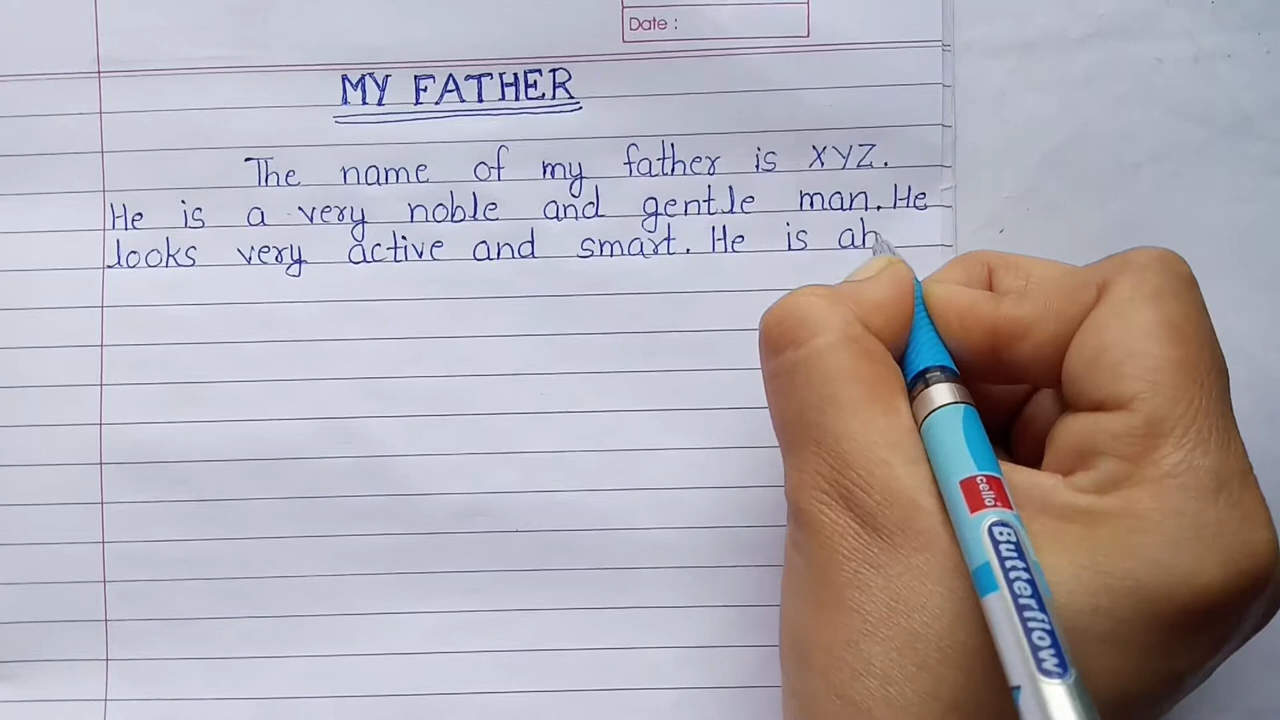 Date :
MY FATHER
The name of my father is XYZ.
He is a very noble and gentle man. He
looks very active and smart. He is ab
cello
Butterflow